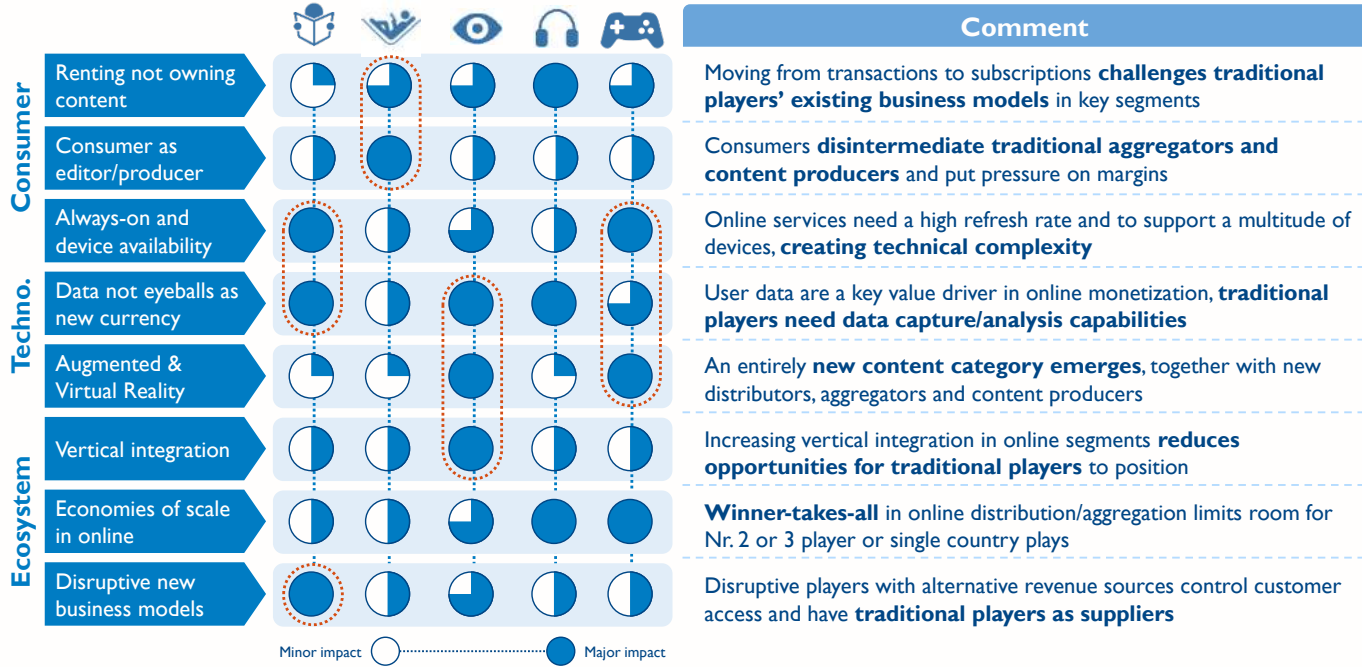 Comment
Consumer
Renting not owning
content
Moving from transactions to subscriptions challenges traditional
players’ existing business models in key segments
Consumer as
editor/producer
Consumers disintermediate traditional aggregators and
content producers and put pressure on margins
Always-on and
device availability
Online services need a high refresh rate and to support a multitude of
devices, creating technical complexity
Techno.
Data not eyeballs as
new currency
User data are a key value driver in online monetization, traditional
players need data capture/analysis capabilities
Augmented &
Virtual Reality
An entirely new content category emerges, together with new
distributors, aggregators and content producers
Ecosystem
Vertical integration
Increasing vertical integration in online segments reduces
opportunities for traditional players to position
Economies of scale
in online
Winner-takes-all in online distribution/aggregation limits room for
Nr. 2 or 3 player or single country plays
Disruptive new
business models
Disruptive players with alternative revenue sources control customer
access and have traditional players as suppliers
Minor impact
Major impact